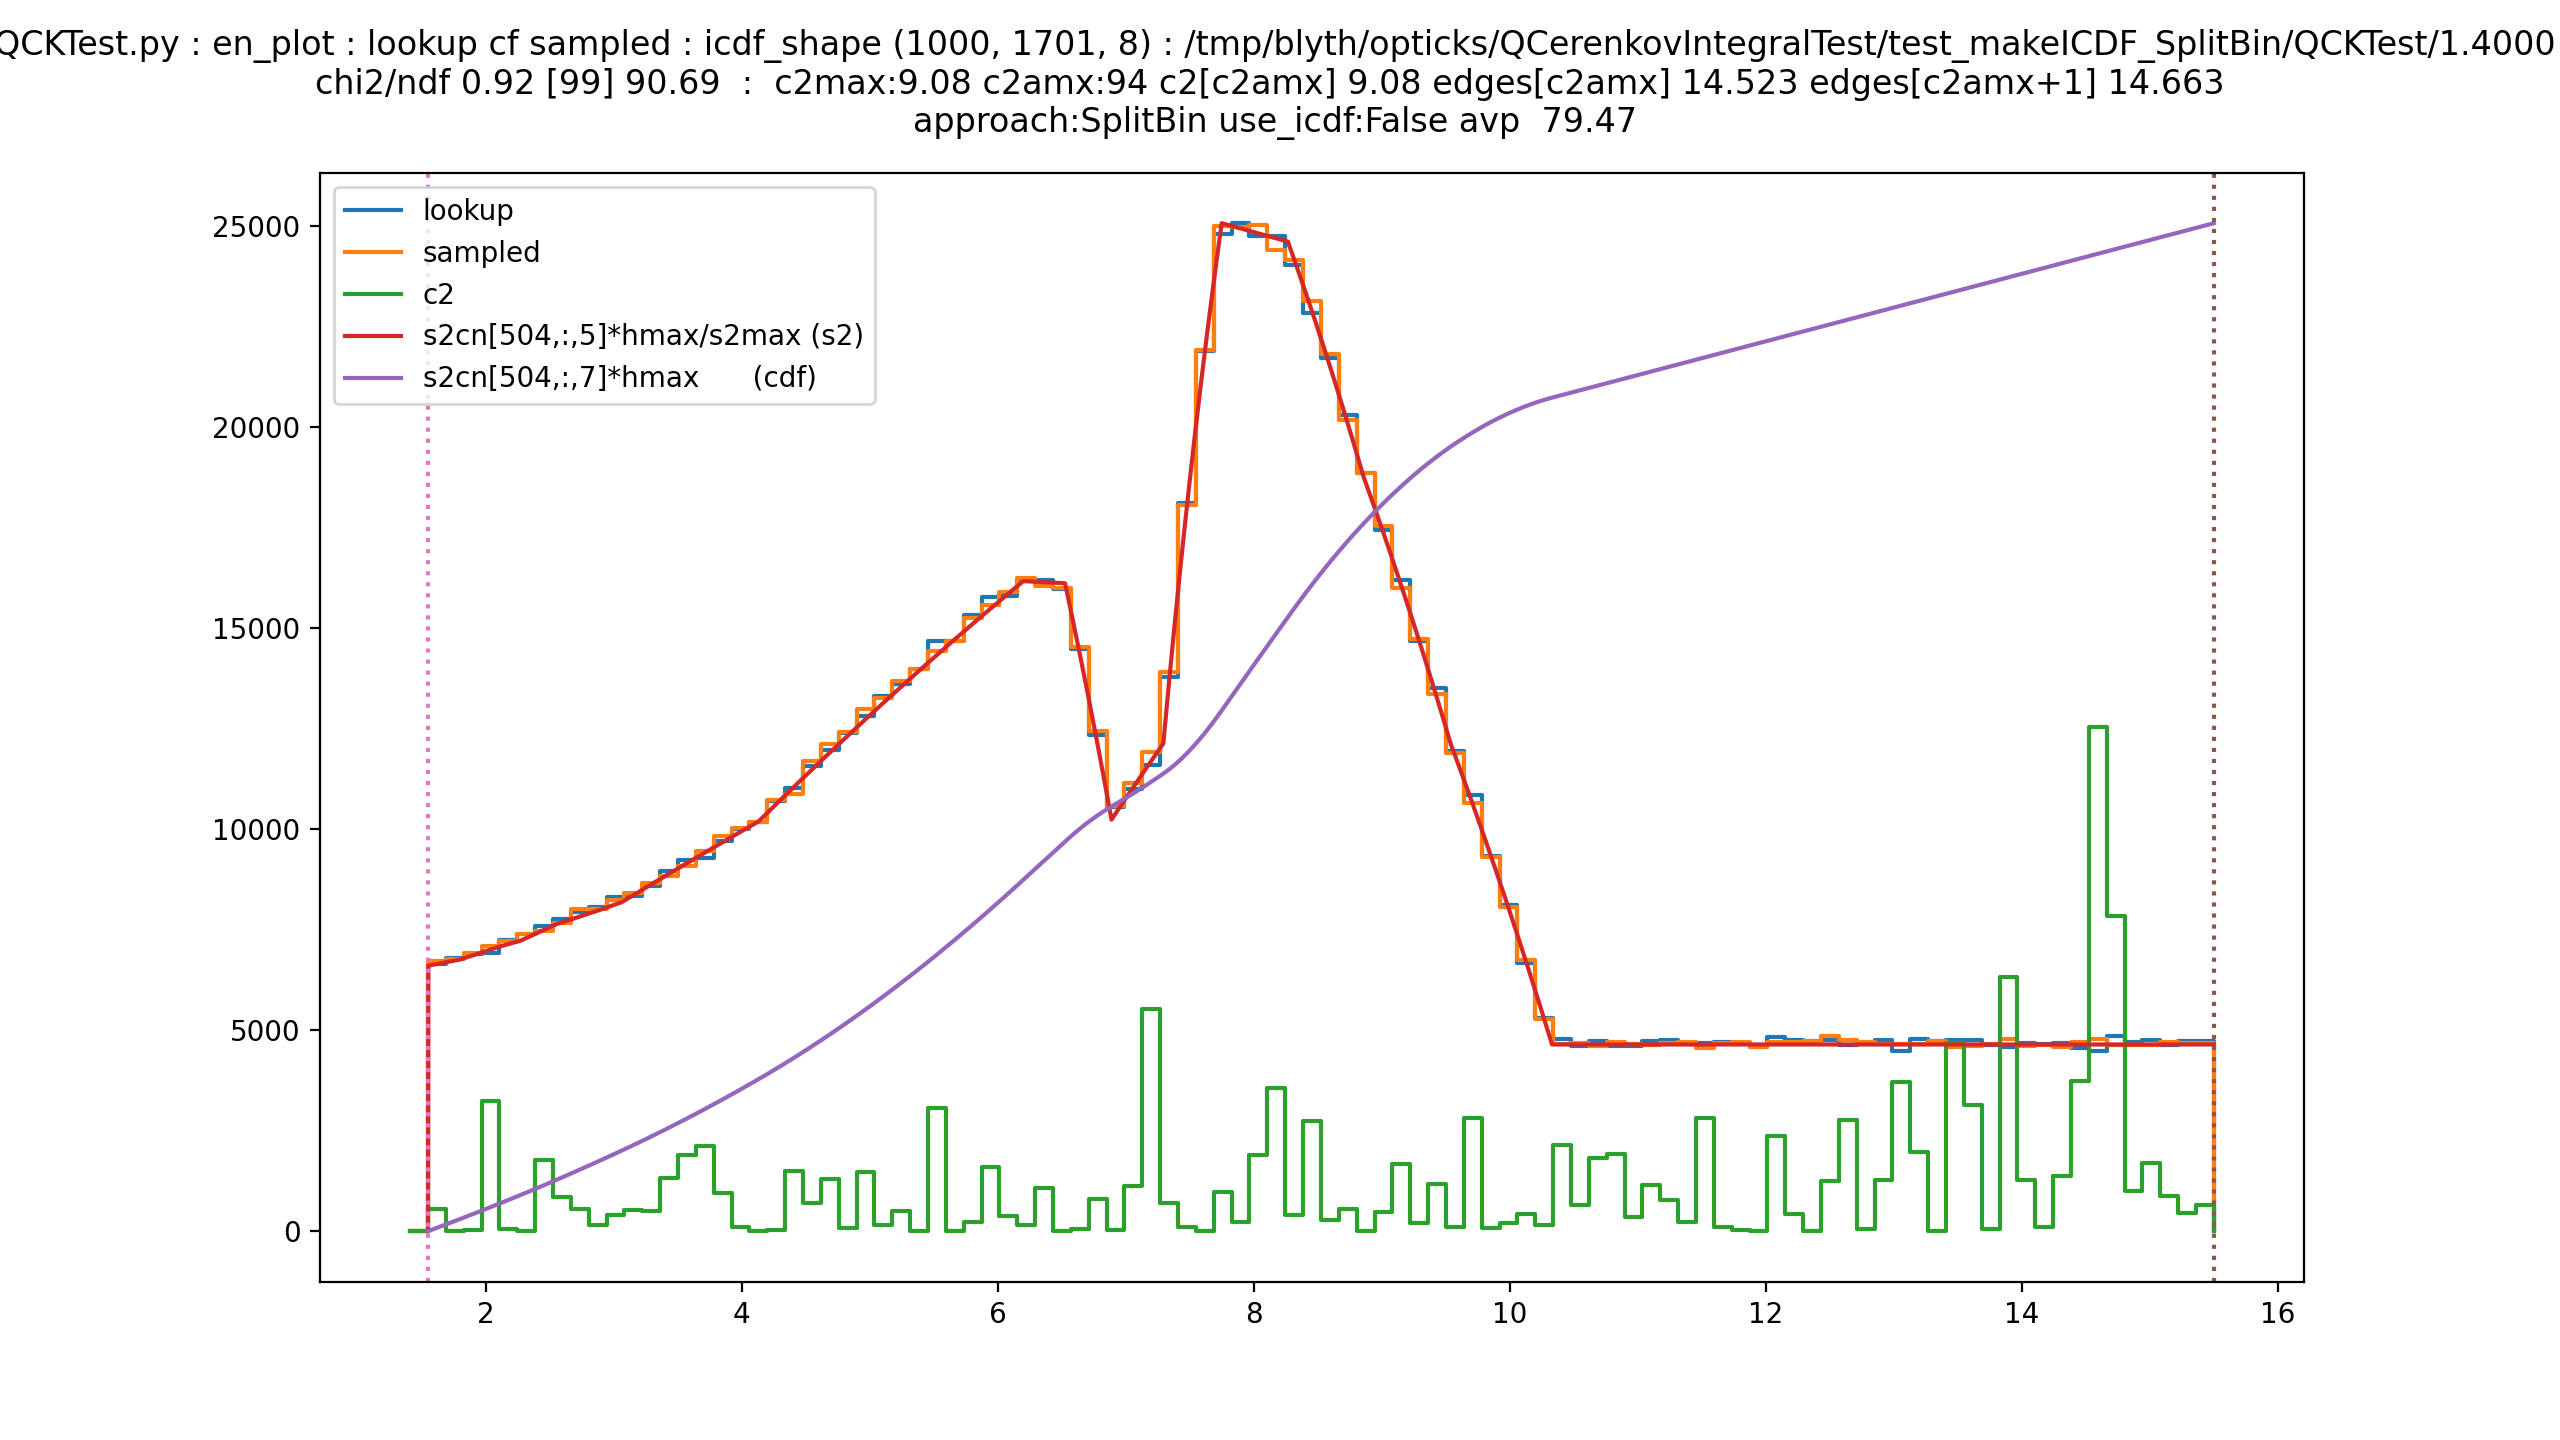 QCKTest.py : en_plot : lookup cf sampled : icdf_shape (1000, 1701, 8) : /tmp/blyth/opticks/QCerenkovIntegralTest/test_makeICDF_SplitBin/QCKTest/1.4000
chi2/ndf 0.92 [99] 90.69 : c2max:9.08 c2amx:94 c2[c2amx] 9.08 edges[c2amx] 14.523 edges[c2amx+1] 14.663
approach:SplitBin use_icdf:False avp 79.47
lookup
sampled
c2
s2cn[504,:,5]*hmax/s2max (s2)
s2cn[504,:,7]*hmax (cdf)
25000
20000
15000
10000
5000
0
2 4 6 8 10 12 14 16